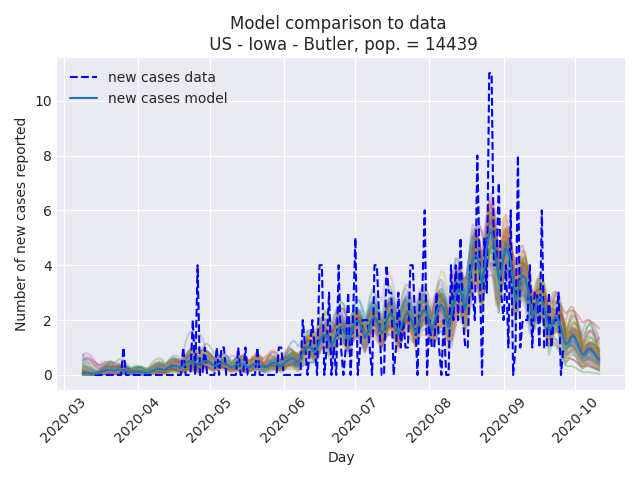 Model comparison to data
US - Iowa - Butler, pop. = 14439
new cases data
new cases model
Number of new cases reported
10
8
6
4
2
0
2020-03
2020-04
2020-05
2020-06
2020-07
2020-08
2020-09
2020-10
Day